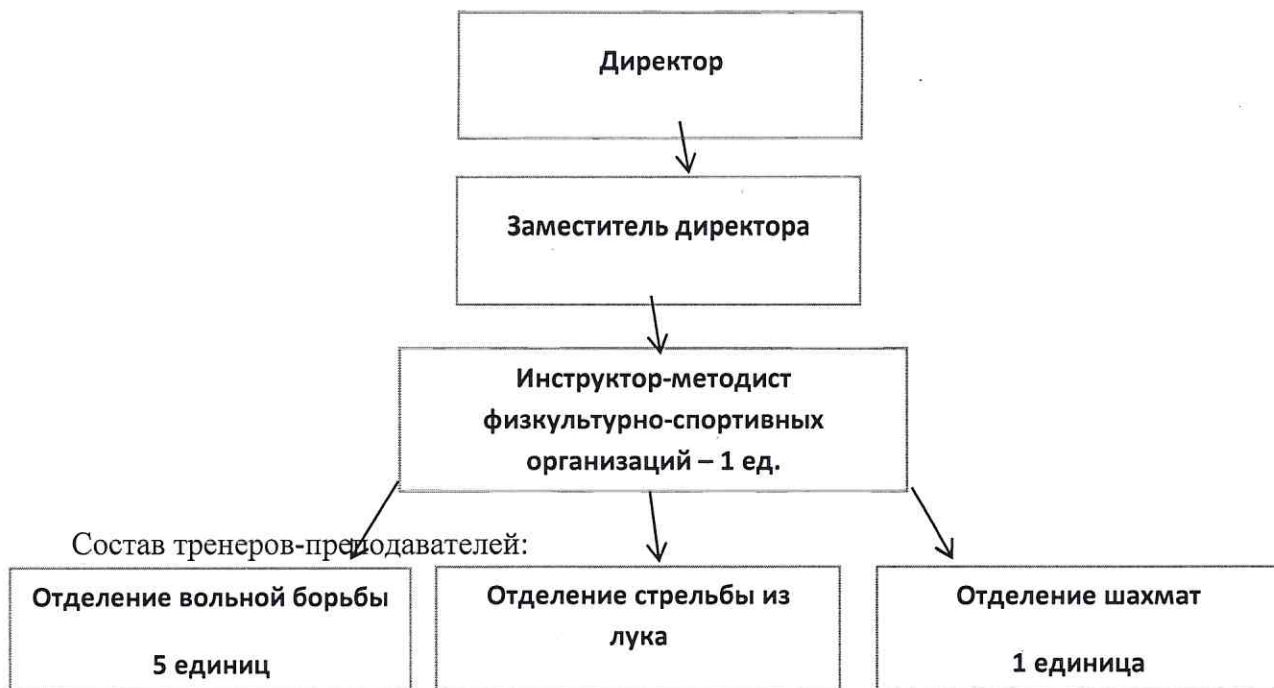 Директор
Заместитель директора
Инструктор-методист
физкультурно-спортивных
организаций – 1 ед.
Состав тренеров-преподавателей:
Отделение вольной борьбы
5 единиц
Отделение стрельбы из
лука
Отделение шахмат
1 единица